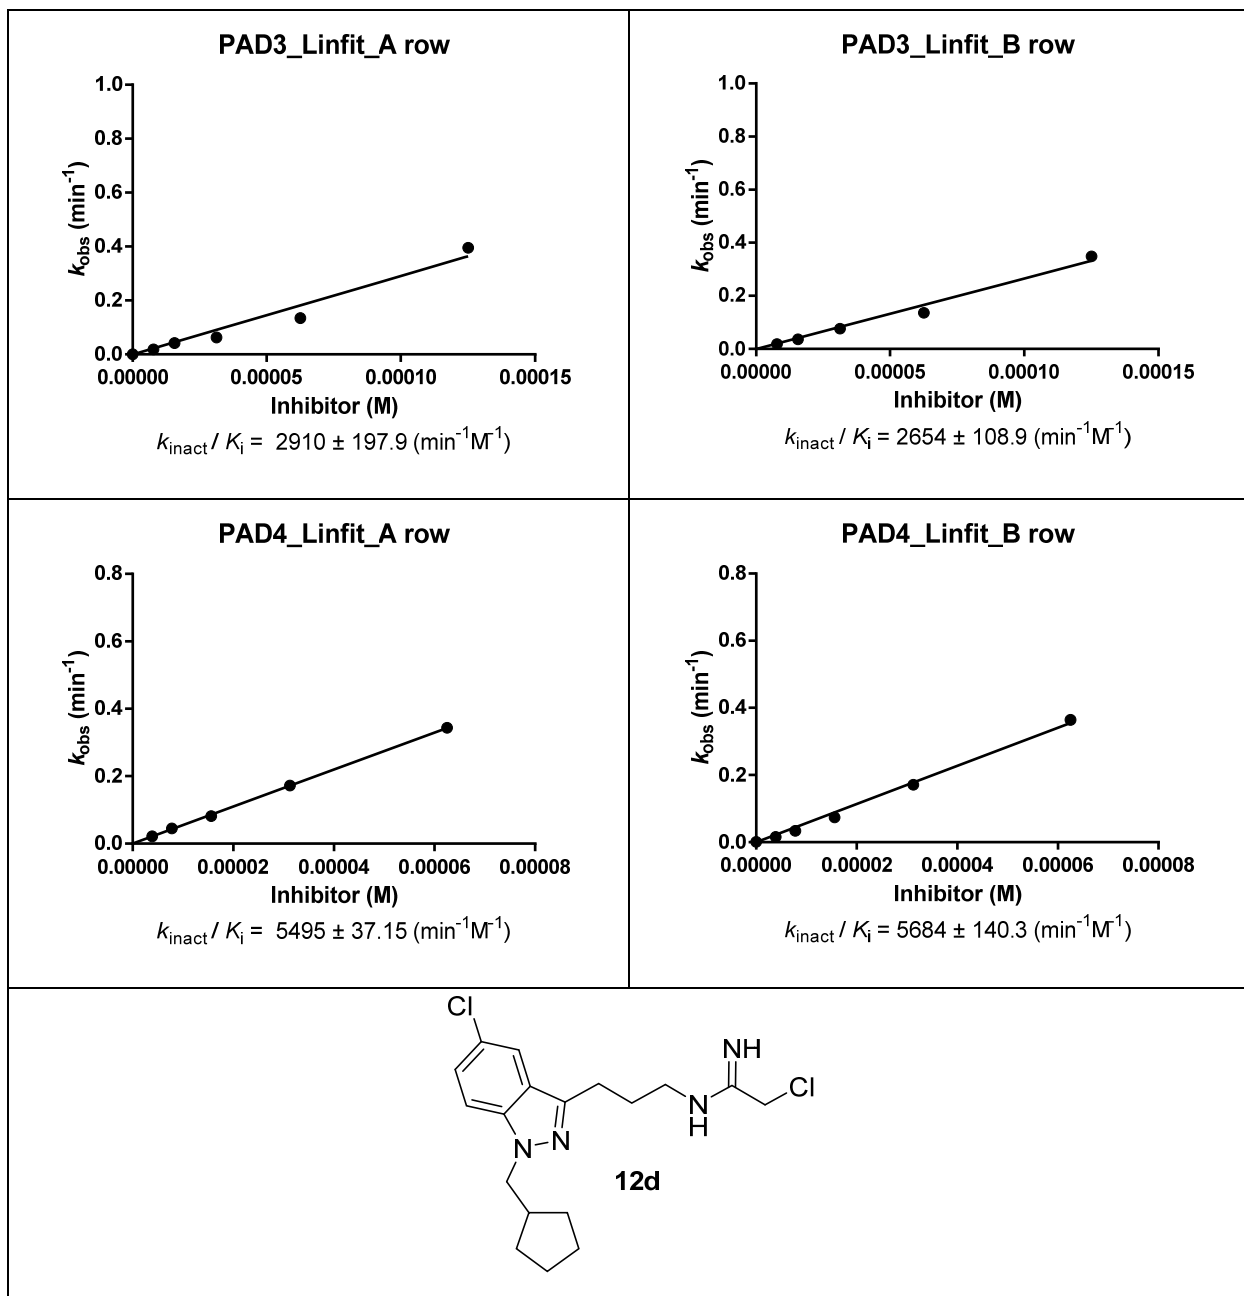 PAD3_Linfit_A row
1.0
0.8
0.6
0.4
0.2
0.0
kobs (min-1)
0.00000 0.00005 0.00010 0.00015
Inhibitor (M)
kinact / Ki = 2910 ± 197.9 (min-1M-1)
PAD3_Linfit_B row
1.0
0.8
0.6
0.4
0.2
0.0
kobs (min-1)
0.00000 0.00005 0.00010 0.00015
Inhibitor (M)
kinact / Ki = 2654 ± 108.9 (min-1M-1)
PAD4_Linfit_A row
0.8
0.6
0.4
0.2
0.0
kobs (min-1)
0.00000 0.00002 0.00004 0.00006 0.00008
Inhibitor (M)
kinact / Ki = 5495 ± 37.15 (min-1M-1)
PAD4_Linfit_B row
0.8
0.6
0.4
0.2
0.0
kobs (min-1)
0.00000 0.00002 0.00004 0.00006 0.00008
Inhibitor (M)
kinact / Ki = 5684 ± 140.3 (min-1M-1)
Cl
NH
Cl
N
H
N
N
12d